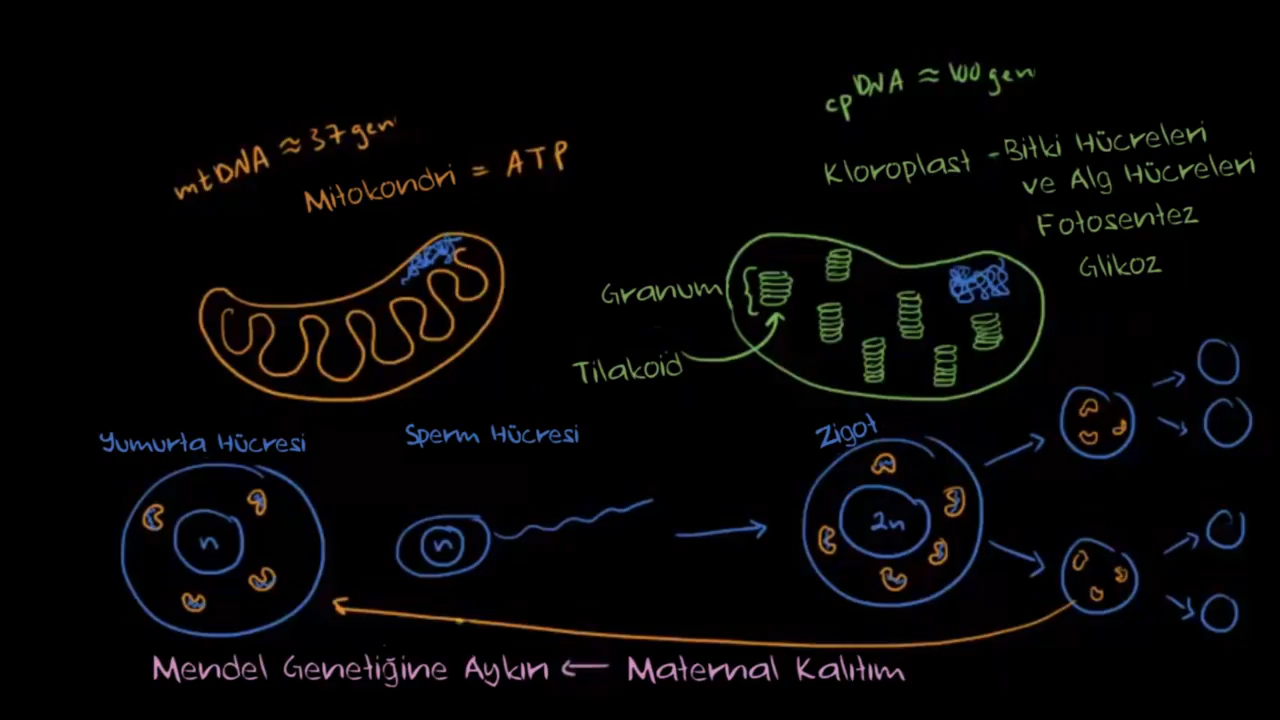 mtDNA ≈ 37 gen
Mitokondri = ATP
cpDNA ≈ 100 gen
Kloroplast - Bitki Hücreleri
ve Alg Hücreleri
Fotosentez
Glikoz
Granum
Tilakoid
Yumurta Hücresi
Sperm Hücresi
Zigot
n
n
2n
Mendel Genetiğine Aykırı ← Maternal Kalıtım